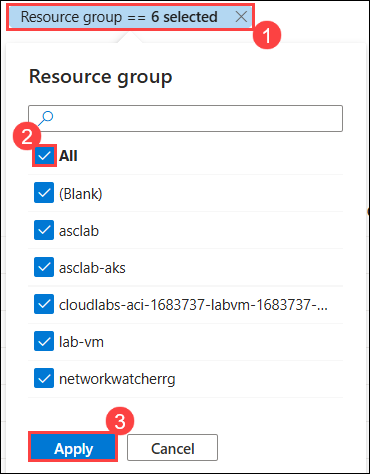 Resource group == 6 selected
1
Resource group
2
All
(Blank)
asclab
asclab-aks
cloudlabs-aci-1683737-labvm-1683737-...
lab-vm
networkwatcherrg
3
Apply Cancel